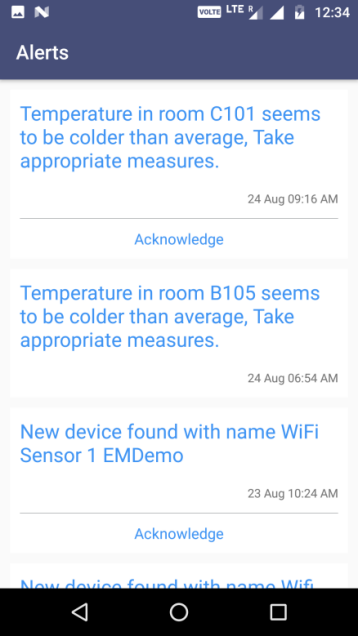 VOLTE LTE R 12:34
Alerts
Temperature in room C101 seems
to be colder than average, Take
appropriate measures.
24 Aug 09:16 AM
Acknowledge
Temperature in room B105 seems
to be colder than average, Take
appropriate measures.
24 Aug 06:54 AM
New device found with name WiFi
Sensor 1 EMDemo
23 Aug 10:24 AM
Acknowledge
New device found with name Wifi